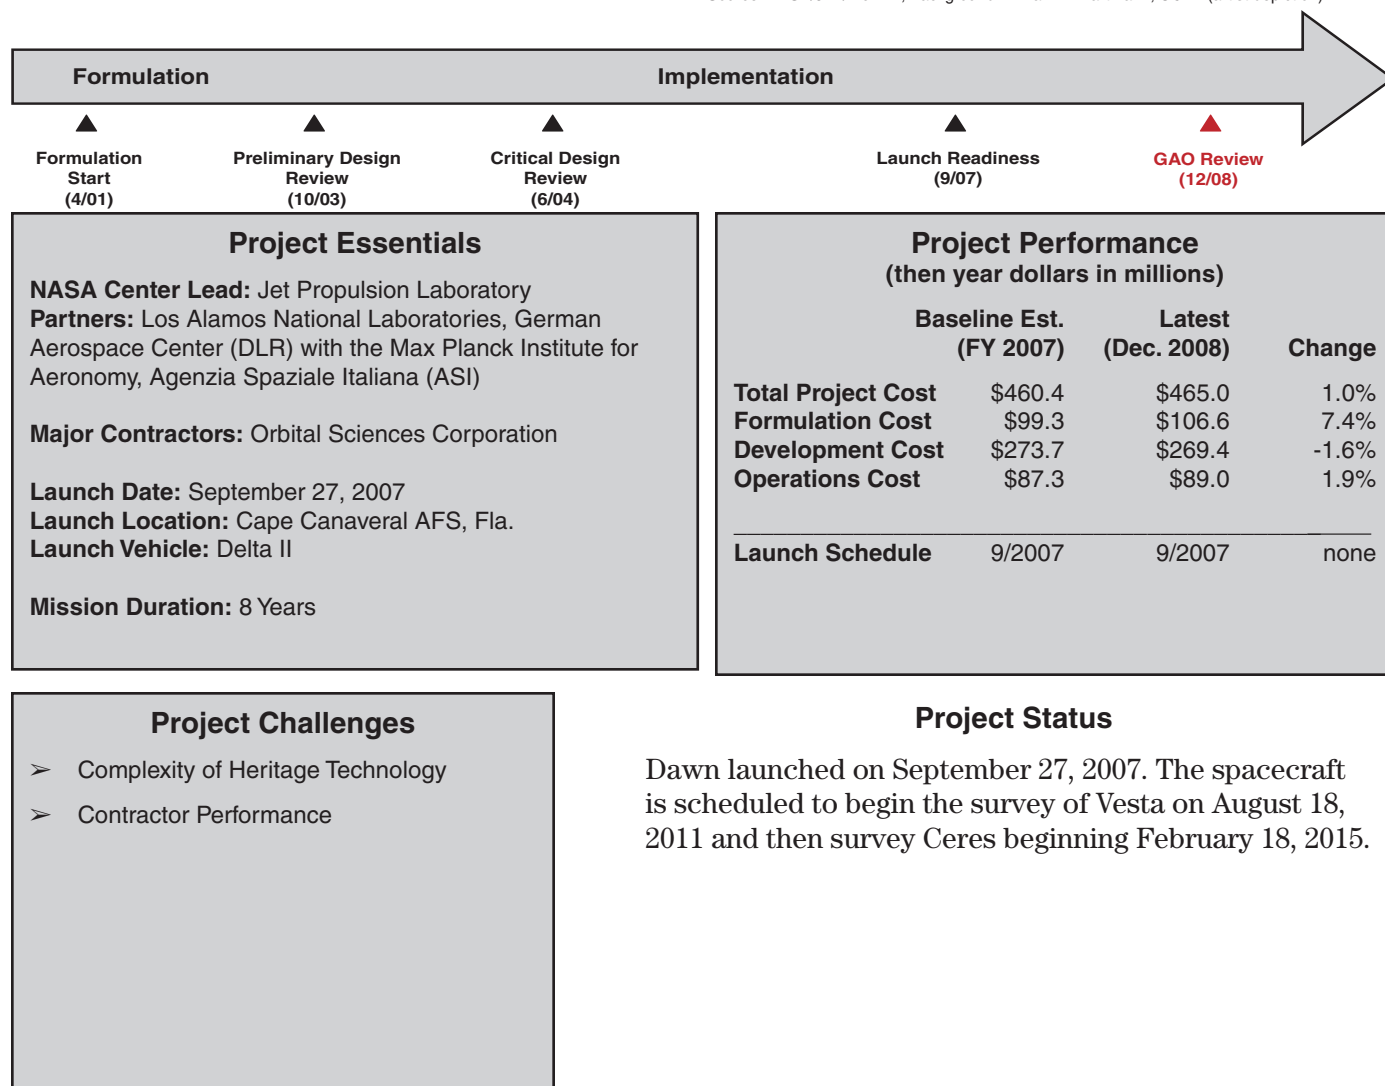 Formulation Implementation
Formulation Start (4/01)
Preliminary Design Review (10/03)
Critical Design Review (6/04)
Launch Readiness (9/07)
GAO Review (12/08)
Project Essentials
NASA Center Lead: Jet Propulsion Laboratory
Partners: Los Alamos National Laboratories, German
Aerospace Center (DLR) with the Max Planck Institute for
Aeronomy, Agenzia Spaziale Italiana (ASI)
Major Contractors: Orbital Sciences Corporation
Launch Date: September 27, 2007
Launch Location: Cape Canaveral AFS, Fla.
Launch Vehicle: Delta II
Mission Duration: 8 Years
Project Performance
(then year dollars in millions)
Baseline Est. Latest
(FY 2007) (Dec. 2008) Change
Total Project Cost $460.4 $465.0 1.0%
Formulation Cost $99.3 $106.6 7.4%
Development Cost $273.7 $269.4 -1.6%
Operations Cost $87.3 $89.0 1.9%
Launch Schedule 9/2007 9/2007 none
Project Challenges
➢ Complexity of Heritage Technology
➢ Contractor Performance
Project Status
Dawn launched on September 27, 2007. The spacecraft
is scheduled to begin the survey of Vesta on August 18,
2011 and then survey Ceres beginning February 18, 2015.